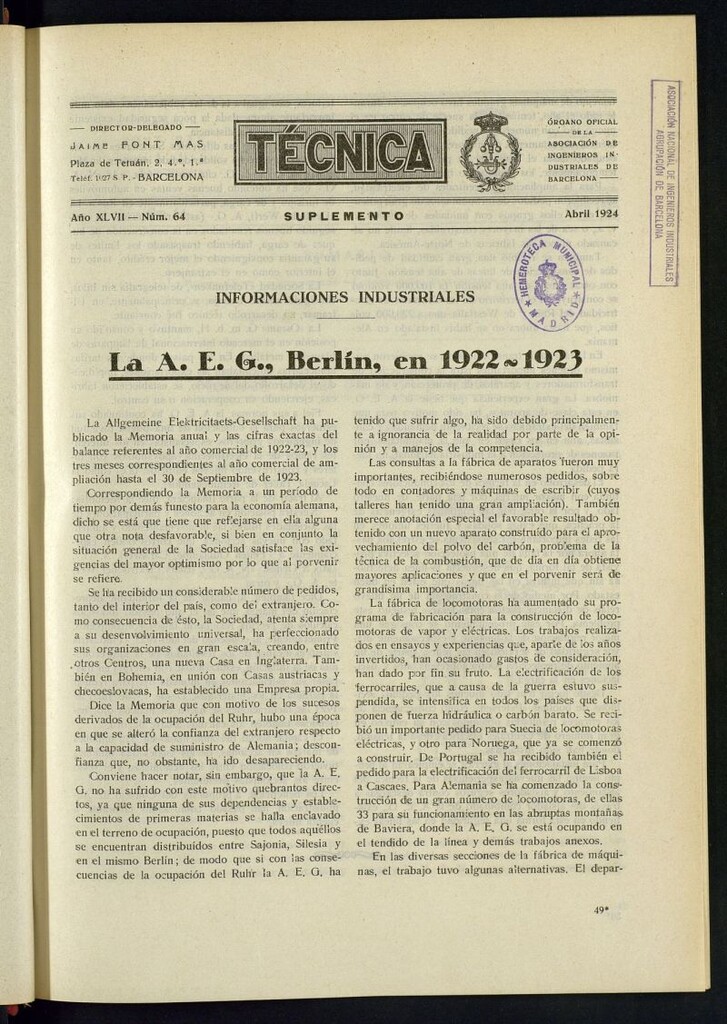 DIRECTOR-DELEGADO
JAIME FONT MAS
Plaza de Tetuán, 2, 4.º, 1.ª
Teléf. 1027 S. P. - BARCELONA
TÉCNICA
ÓRGANO OFICIAL
DE LA
ASOCIACIÓN DE
INGENIEROS IN-
DUSTRIALES DE
BARCELONA
Año XLVII — Núm. 64
SUPLEMENTO
Abril 1924
ASOCIACIÓN NACIONAL DE INGENIEROS INDUSTRIALES
AGRUPACIÓN DE BARCELONA
HEMEROTECA MUNICIPAL
MADRID
INFORMACIONES INDUSTRIALES
La A. E. G., Berlín, en 1922~1923
La Allgemeine Elektricitaets-Gesellschaft ha pu-
blicado la Memoria anual y las cifras exactas del
balance referentes al año comercial de 1922-23, y los
tres meses correspondientes al año comercial de am-
pliación hasta el 30 de Septiembre de 1923.
Correspondiendo la Memoria a un período de
tiempo por demás funesto para la economía alemana,
dicho se está que tiene que reflejarse en ella alguna
que otra nota desfavorable, si bien en conjunto la
situación general de la Sociedad satisface las exi-
gencias del mayor optimismo por lo que al porvenir
se refiere.
Se ha recibido un considerable número de pedidos,
tanto del interior del país, como del extranjero. Co-
mo consecuencia de ésto, la Sociedad, atenta siempre
a su desenvolvimiento universal, ha perfeccionado
sus organizaciones en gran escala, creando, entre
otros Centros, una nueva Casa en Inglaterra. Tam-
bién en Bohemia, en unión con Casas austriacas y
checoeslovacas, ha establecido una Empresa propia.
Dice la Memoria que con motivo de los sucesos
derivados de la ocupación del Ruhr, hubo una época
en que se alteró la confianza del extranjero respecto
a la capacidad de suministro de Alemania; descon-
fianza que, no obstante, ha ido desapareciendo.
Conviene hacer notar, sin embargo, que la A. E.
G. no ha sufrido con este motivo quebrantos direc-
tos, ya que ninguna de sus dependencias y estable-
cimientos de primeras materias se halla enclavado
en el terreno de ocupación, puesto que todos aquéllos
se encuentran distribuídos entre Sajonia, Silesia y
en el mismo Berlin; de modo que si con las conse-
cuencias de la ocupación del Ruhr la A. E. G. ha
tenido que sufrir algo, ha sido debido principalmen-
te a ignorancia de la realidad por parte de la opi-
nión y a manejos de la competencia.
Las consultas a la fábrica de aparatos fueron muy
importantes, recibiéndose numerosos pedidos, sobre
todo en contadores y máquinas de escribir (cuyos
talleres han tenido una gran ampliación). También
merece anotación especial el favorable resultado ob-
tenido con un nuevo aparato construído para el apro-
vechamiento del polvo del carbón, problema de la
técnica de la combustión, que de día en día obtiene
mayores aplicaciones y que en el porvenir será de
grandísima importancia.
La fábrica de locomotoras ha aumentado su pro-
grama de fabricación para la construcción de loco-
motoras de vapor y eléctricas. Los trabajos realiza-
dos en ensayos y experiencias que, aparte de los años
invertidos, han ocasionado gastos de consideración,
han dado por fin su fruto. La electrificación de los
ferrocarriles, que a causa de la guerra estuvo sus-
pendida, se intensifica en todos los países que dis-
ponen de fuerza hidráulica o carbón barato. Se reci-
bió un importante pedido para Suecia de locomotoras
eléctricas, y otro para Noruega, que ya se comenzó
a construir. De Portugal se ha recibido también el
pedido para la electrificación del ferrocarril de Lisboa
a Cascaes. Para Alemania se ha comenzado la cons-
trucción de un gran número de locomotoras, de ellas
33 para su funcionamiento en las abruptas montañas
de Baviera, donde la A. E. G. se está ocupando en
el tendido de la línea y demás trabajos anexos.
En las diversas secciones de la fábrica de máqui-
nas, el trabajo tuvo algunas alternativas. El depar-
49*